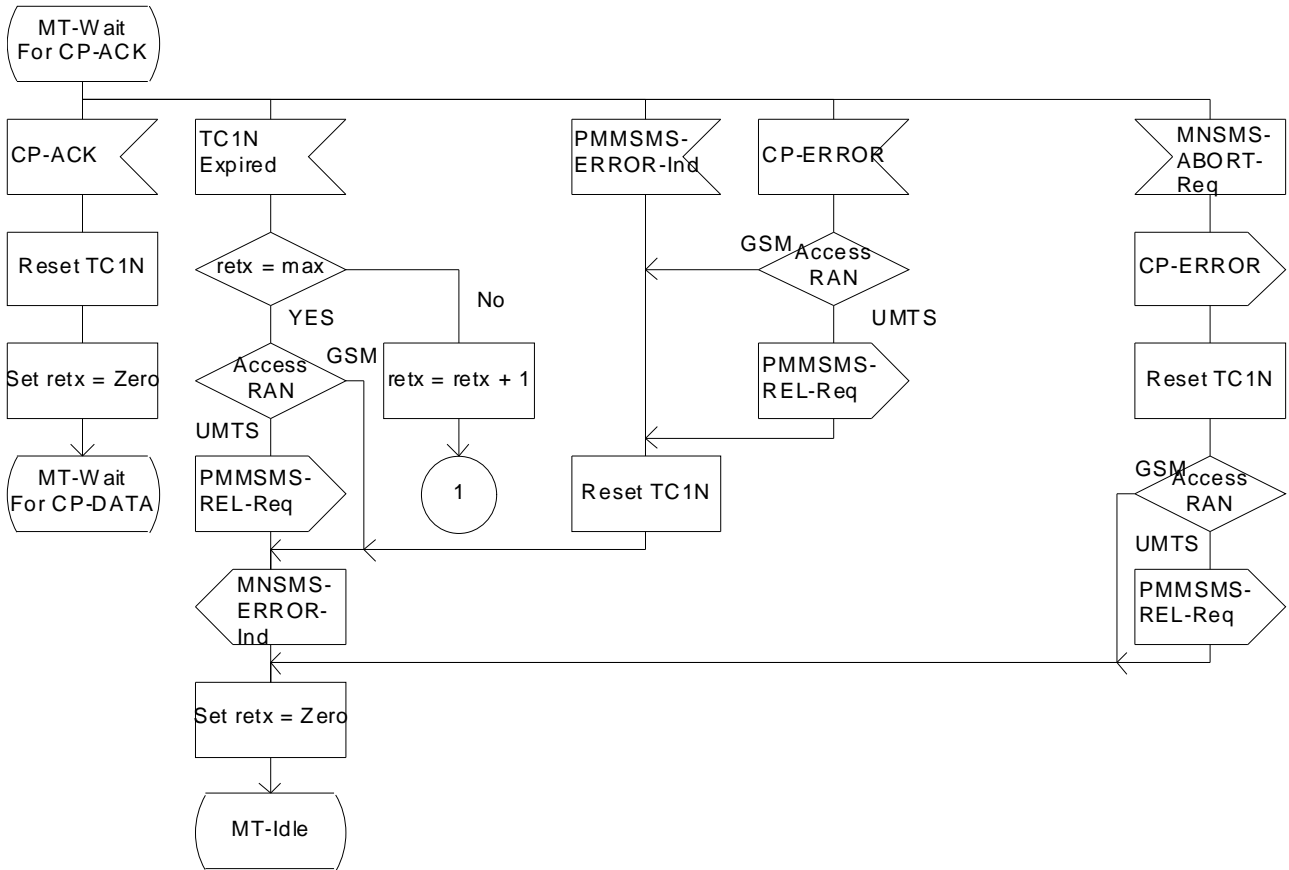 MT-Wait
For CP-ACK
CP-ACK
TC1N
Expired
PMMSMS-
ERROR-Ind
CP-ERROR
MNSMS-
ABORT-
Req
Reset TC1N
retx = max
No
YES
GSM
Access
RAN
UMTS
CP-ERROR
Set retx = Zero
Access
RAN
GSM
UMTS
retx = retx + 1
PMMSMS-
REL-Req
Reset TC1N
MT-Wait
For CP-DATA
PMMSMS-
REL-Req
1
Reset TC1N
GSM
Access
RAN
UMTS
MNSMS-
ERROR-
Ind
PMMSMS-
REL-Req
Set retx = Zero
MT-Idle